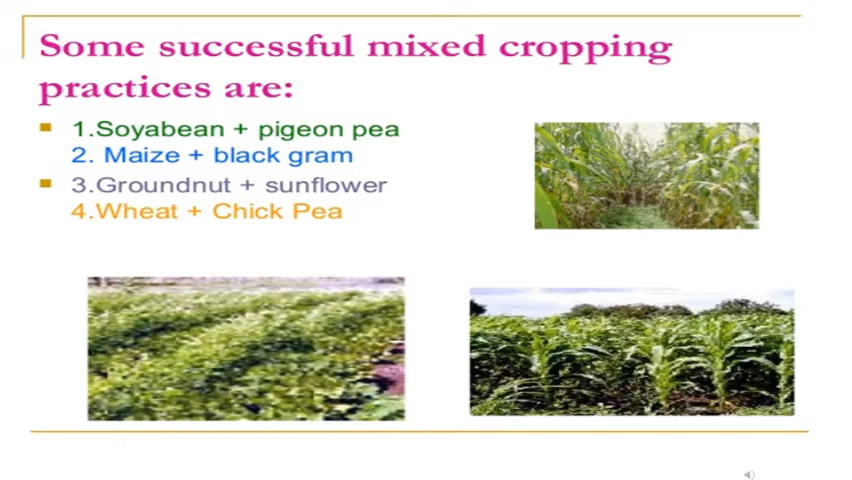 Some successful mixed cropping
practices are:
1.Soyabean + pigeon pea
2. Maize + black gram
3.Groundnut + sunflower
4.Wheat + Chick Pea